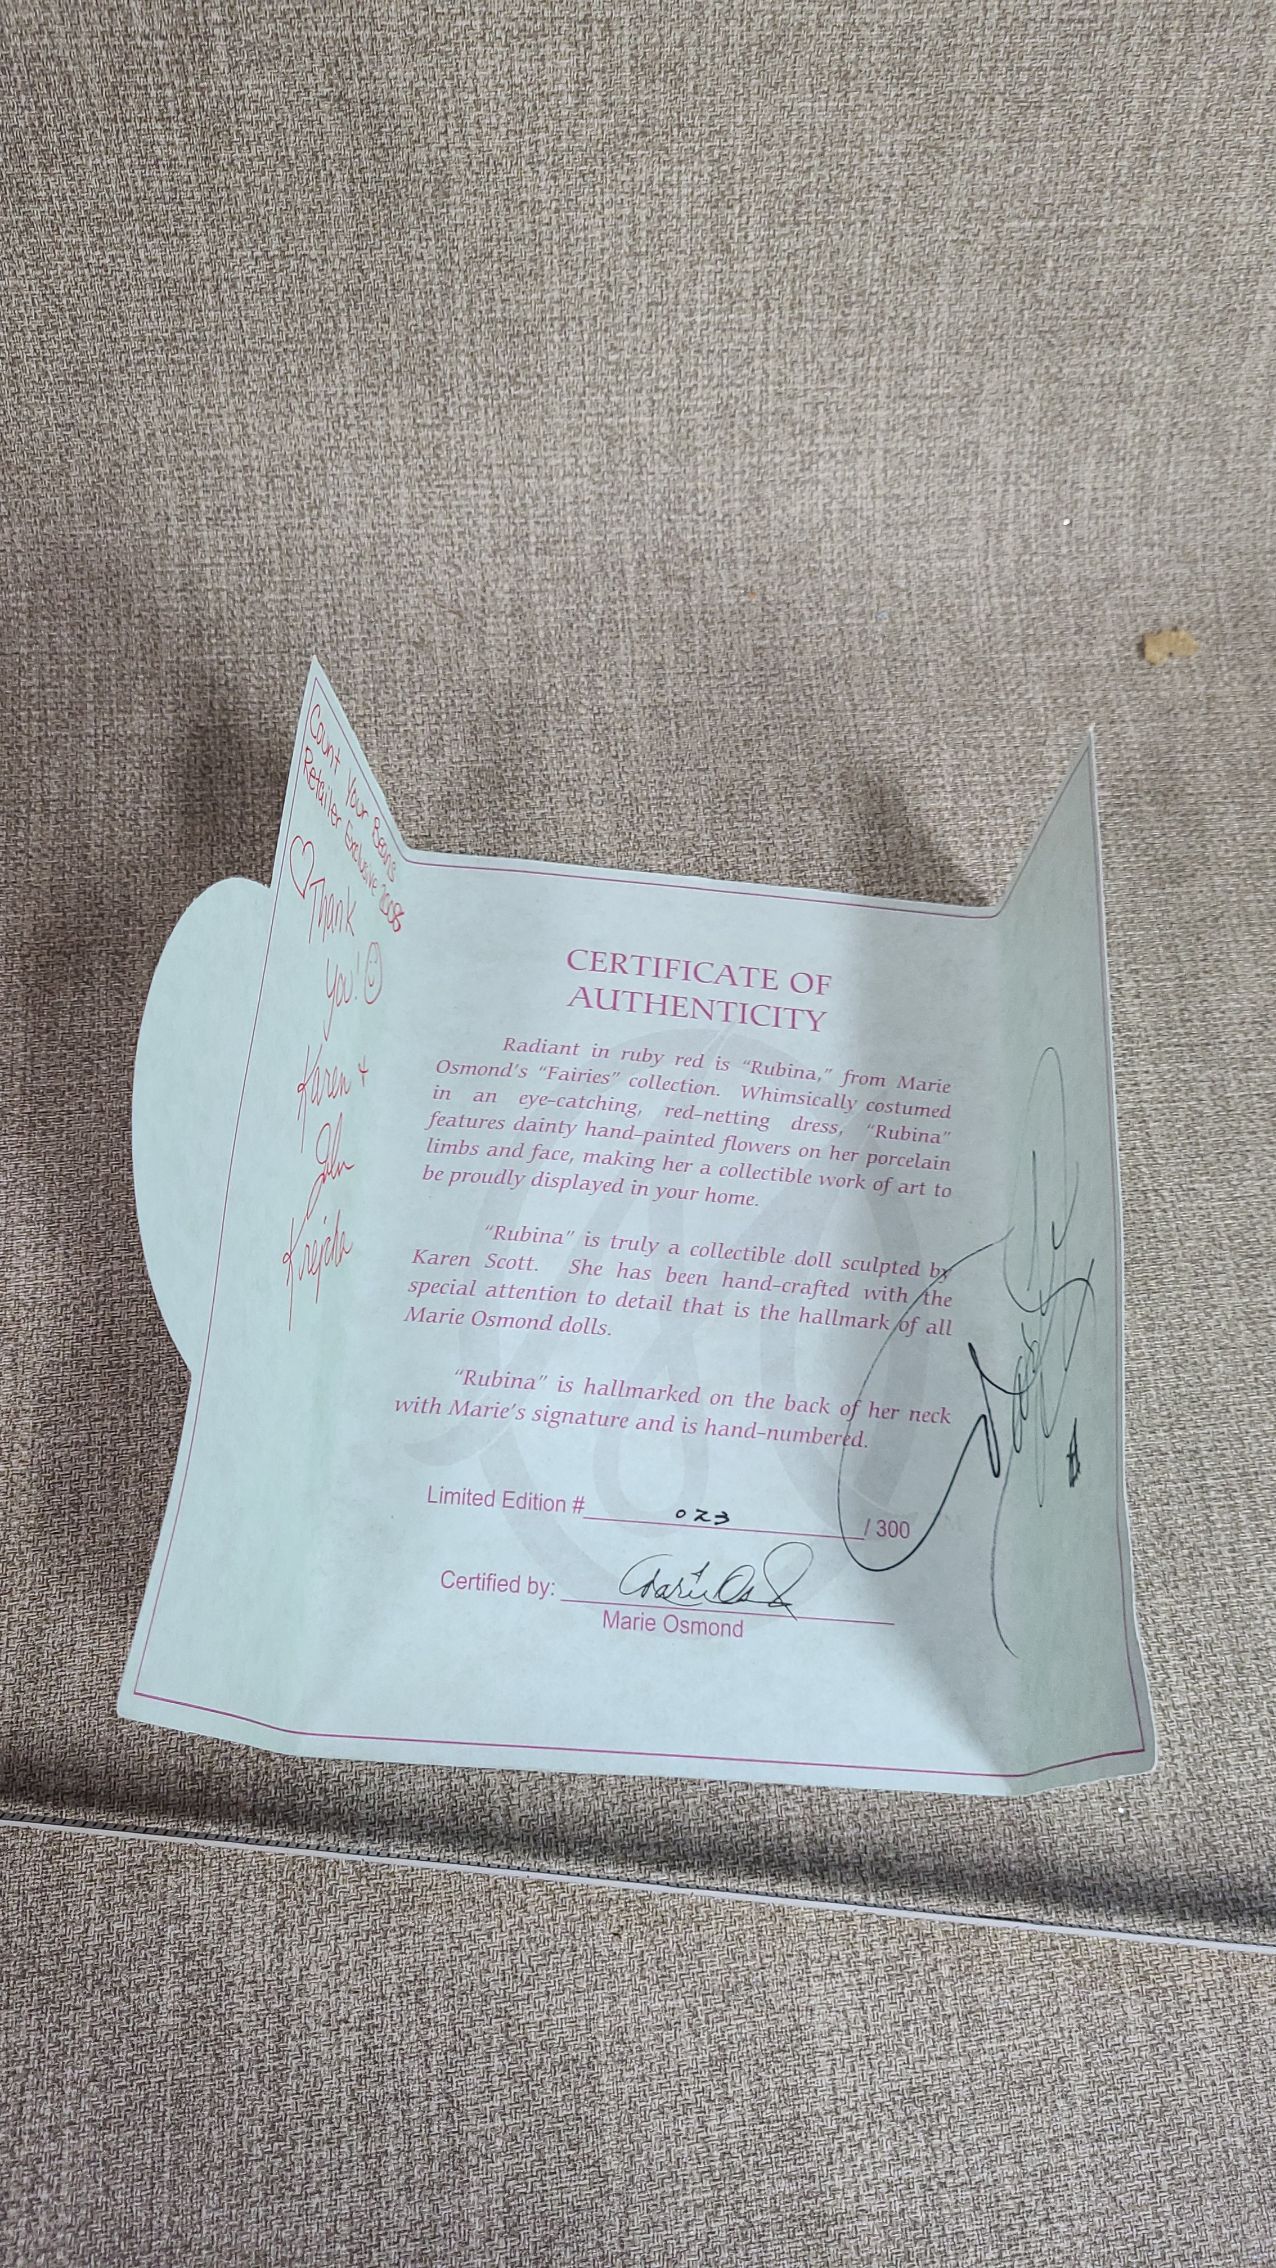 Count Your Beans
Retailer Exclusive 2008
Thank
you!
Karen +
Krejcha
CERTIFICATE OF
AUTHENTICITY
Radiant in ruby red is “Rubina,” from Marie
Osmond’s “Fairies” collection. Whimsically costumed
in an eye-catching, red-netting dress, “Rubina”
features dainty hand-painted flowers on her porcelain
limbs and face, making her a collectible work of art to
be proudly displayed in your home.
“Rubina” is truly a collectible doll sculpted by
Karen Scott. She has been hand-crafted with the
special attention to detail that is the hallmark of all
Marie Osmond dolls.
“Rubina” is hallmarked on the back of her neck
with Marie’s signature and is hand-numbered.
Limited Edition # 023 / 300
Certified by: Marie Osmond
Marie Osmond